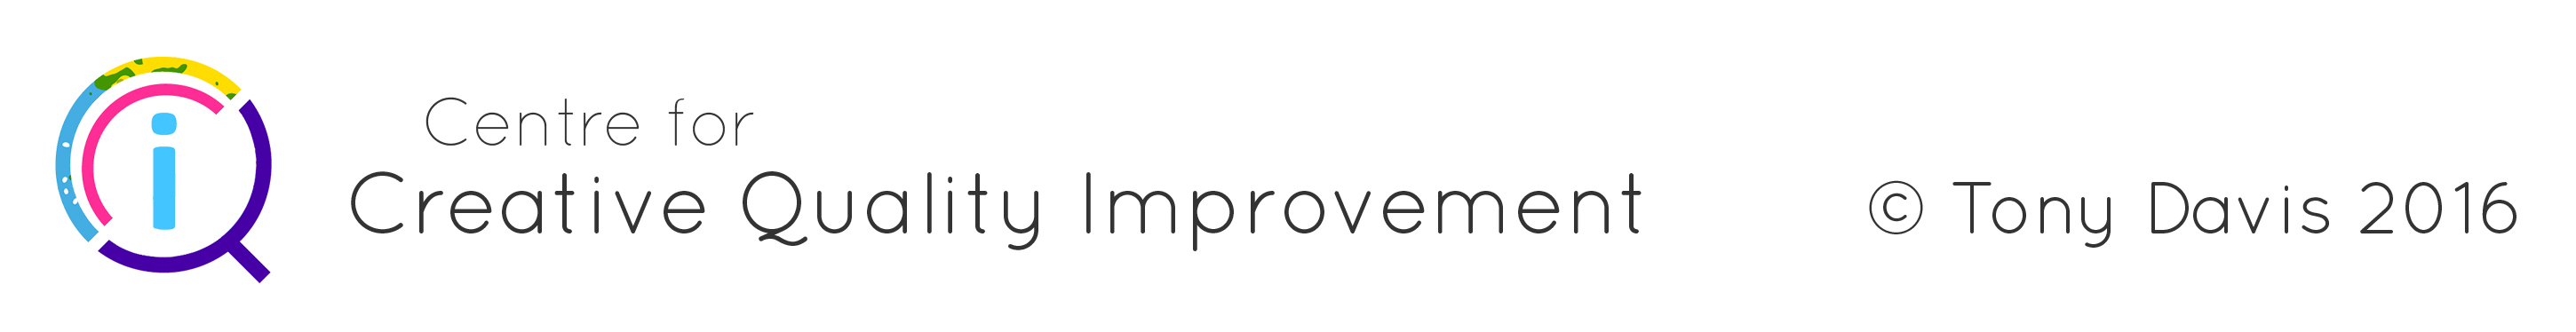 i
Centre for
Creative Quality Improvement
© Tony Davis 2016